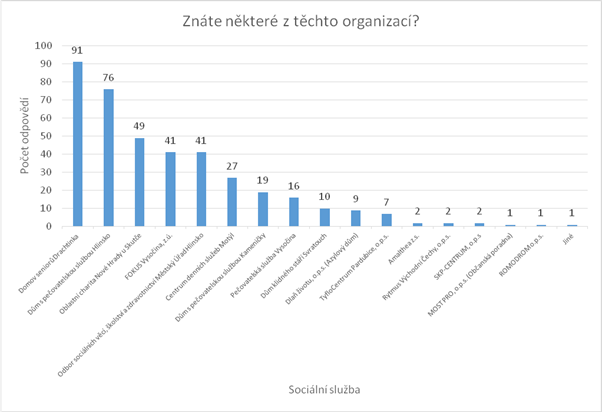 Znáte některé z těchto organizací?
Počet odpovědí
100
90
80
70
60
50
40
30
20
10
0
91
76
49
41
41
27
19
16
10
9
7
2
2
2
1
1
1
Domov seniorů Drachtinka
Dům s pečovatelskou službou Hlinsko
Oblastní charita Nové Hrady u Skutče
FOKUS Vysočina, z.ú.
Odbor sociálních věcí, školství a zdravotnictví Městský úřad Hlinsko
Centrum denních služeb Motýl
Dům s pečovatelskou službou Kameničky
Pečovatelská služba Vysočina
Dům klidného stáří Svratouch
Dlaň životu, o.p.s. (Azylový dům)
TyfloCentrum Pardubice, o.p.s.
Amalthea z.s.
Rytmus Východní Čechy, o.p.s.
SKP-CENTRUM, o.p.s
MOST PRO, o.p.s. (Občanská poradna)
ROMODROM o.p.s.
Jiné
Sociální služba